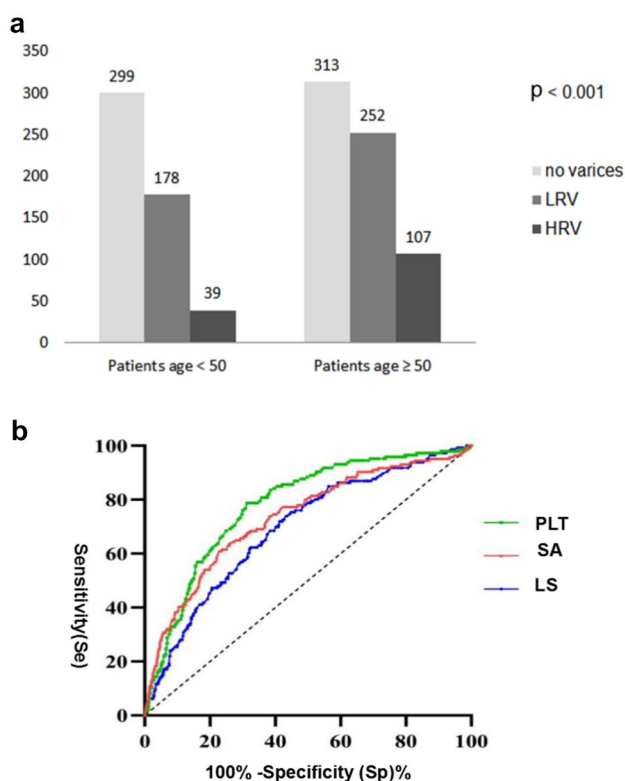 a
350
300
250
200
150
100
50
0
299
178
39
313
252
107
Patients age < 50
Patients age ≥ 50
p < 0.001
no varices
LRV
HRV
b
Sensitivity(Se)
100
80
60
40
20
0
0 20 40 60 80 100
100% -Specificity (Sp)%
PLT
SA
LS